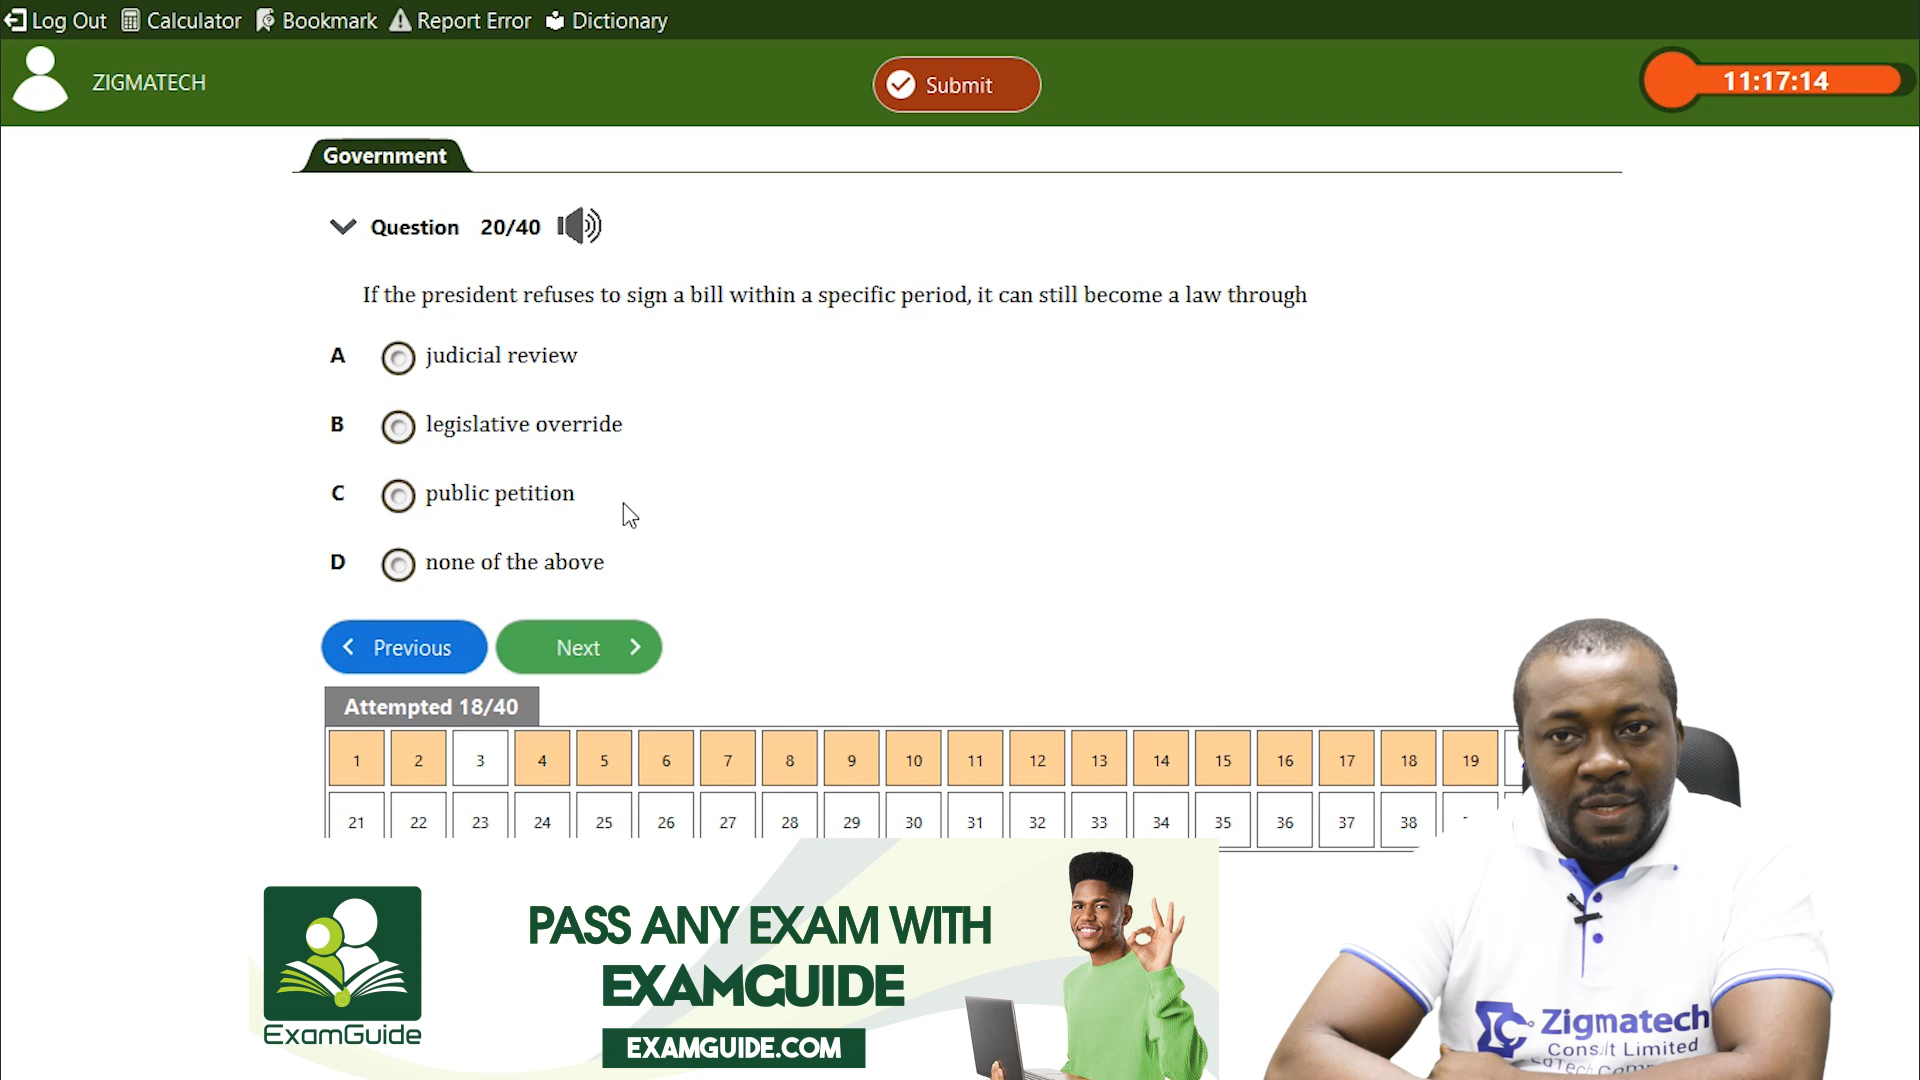 Log Out Calculator Bookmark Report Error Dictionary
ZIGMATECH
Submit
11:17:14
Government
Question 20/40
If the president refuses to sign a bill within a specific period, it can still become a law through
A judicial review
B legislative override
C public petition
D none of the above
Previous Next
Attempted 18/40
1 2 3 4 5 6 7 8 9 10 11 12 13 14 15 16 17 18 19
21 22 23 24 25 26 27 28 29 30 31 32 33 34 35 36 37 38
PASS ANY EXAM WITH
EXAMGUIDE
EXAMGUIDE.COM
ExamGuide
Zigmatech
Consult Limited